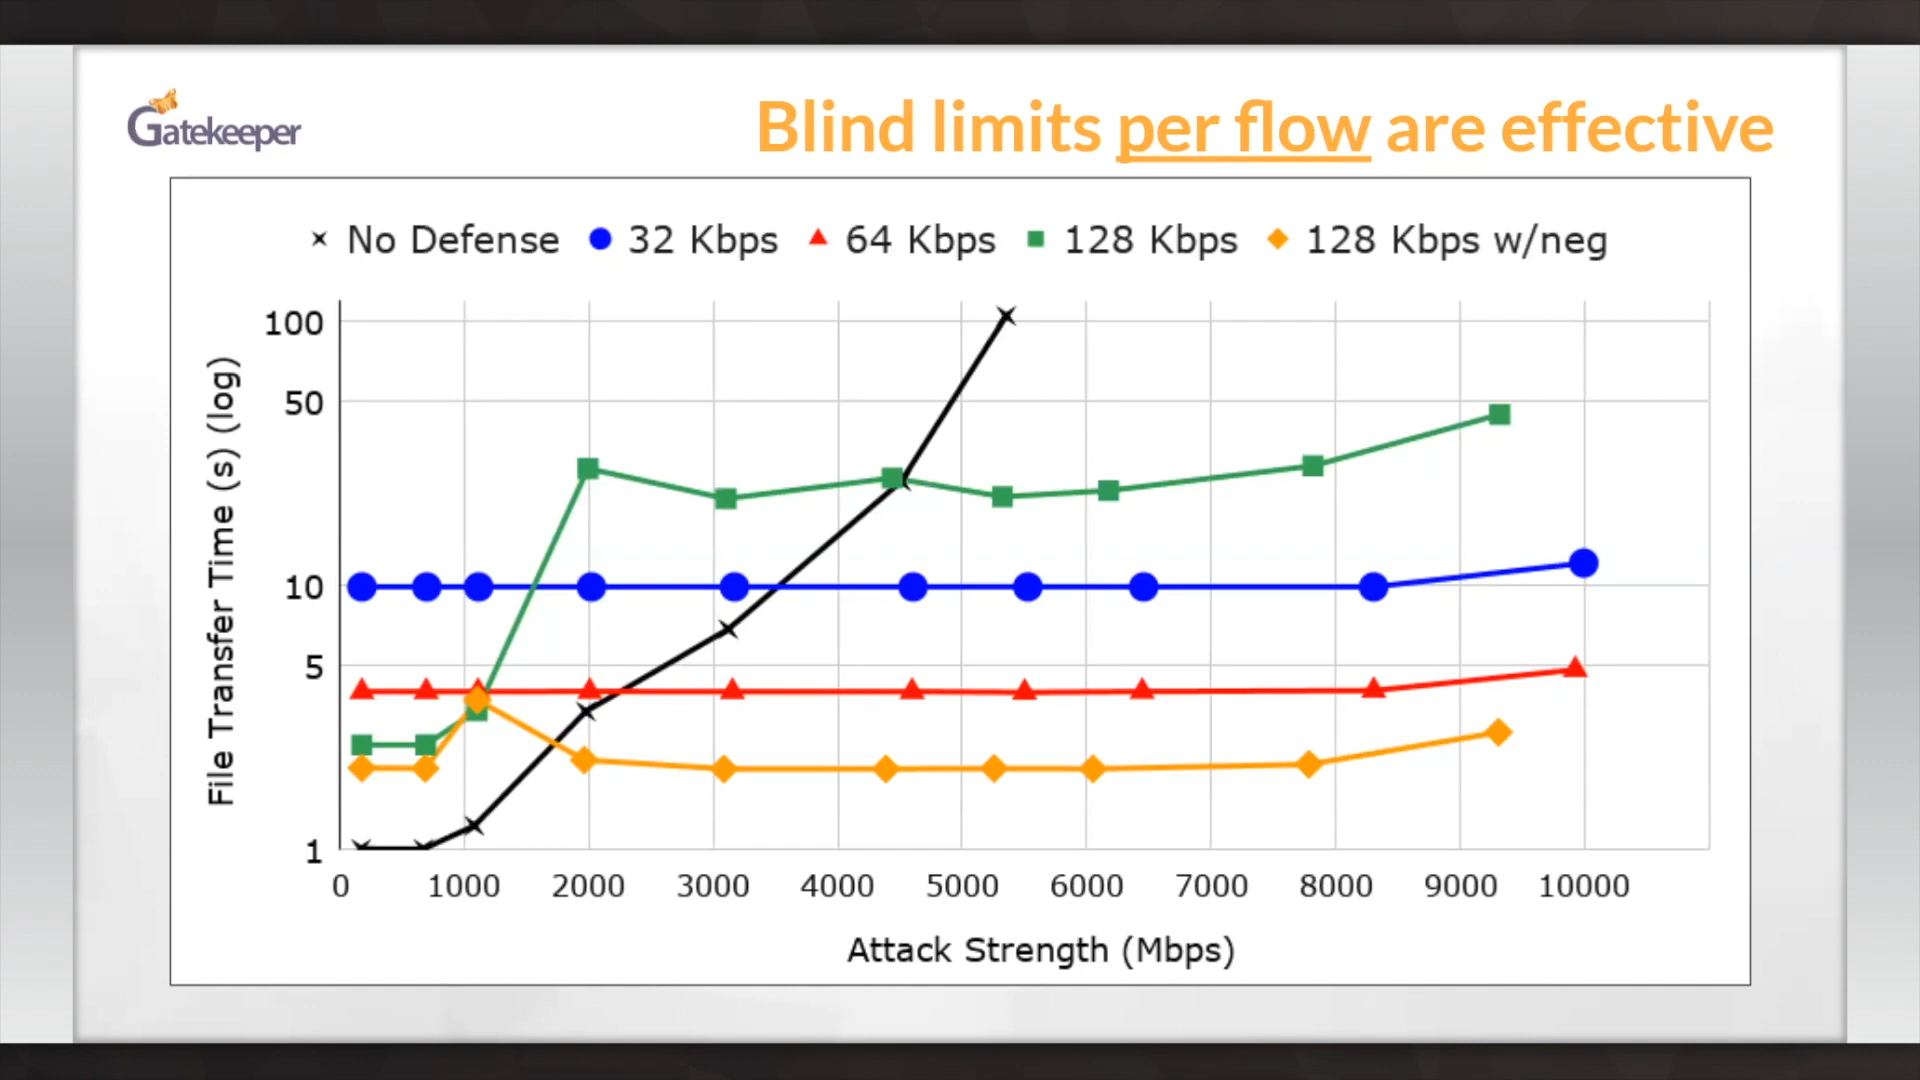 Gatekeeper
Blind limits per flow are effective
No Defense 32 Kbps 64 Kbps 128 Kbps 128 Kbps w/neg
File Transfer Time (s) (log)
100
50
10
5
1
0 1000 2000 3000 4000 5000 6000 7000 8000 9000 10000
Attack Strength (Mbps)